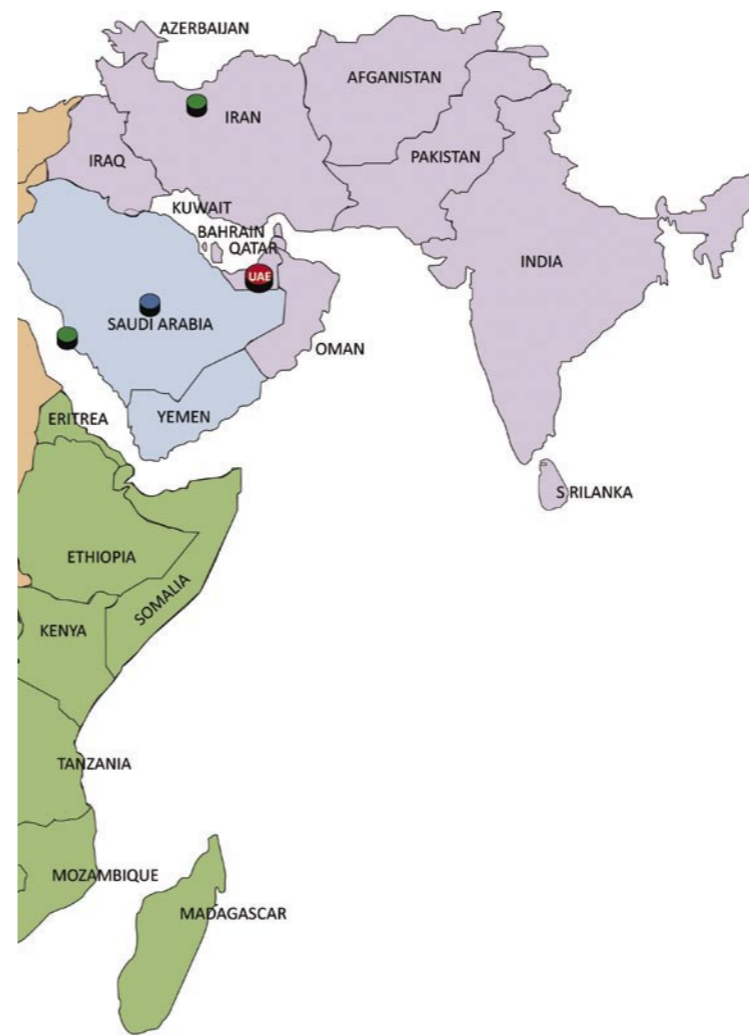 AZERBAIJAN
AFGANISTAN
IRAN
PAKISTAN
IRAQ
KUWAIT
BAHRAIN
QATAR
INDIA
UAE
SAUDI ARABIA
OMAN
ERITREA
YEMEN
S RILANKA
ETHIOPIA
SOMALIA
KENYA
TANZANIA
MOZAMBIQUE
MADAGASCAR